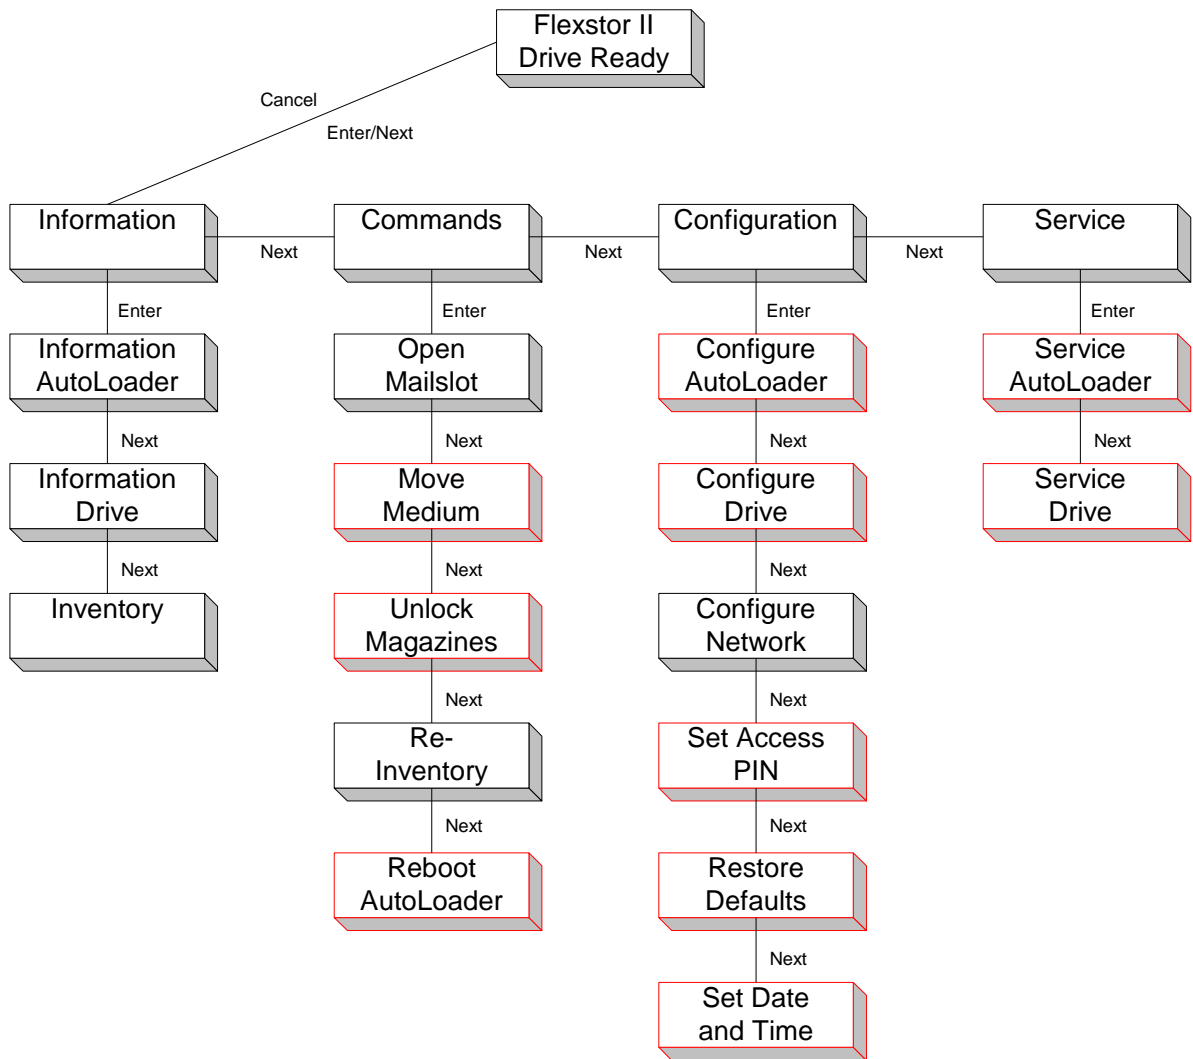 Flexstor II
Drive Ready
Cancel
Enter/Next
Information
Commands
Configuration
Service
Next
Next
Next
Enter
Enter
Enter
Enter
Information
AutoLoader
Open
Mailslot
Configure
AutoLoader
Service
AutoLoader
Next
Next
Next
Next
Information
Drive
Move
Medium
Configure
Drive
Service
Drive
Next
Next
Next
Inventory
Unlock
Magazines
Configure
Network
Next
Next
Re-
Inventory
Set Access
PIN
Next
Next
Reboot
AutoLoader
Restore
Defaults
Next
Set Date
and Time